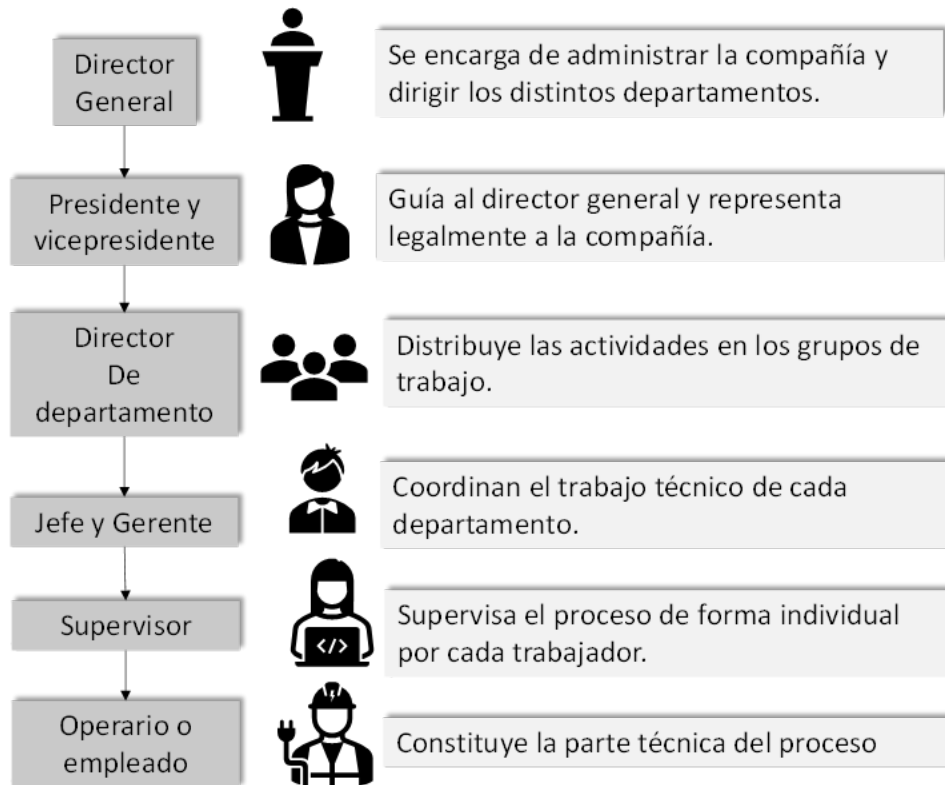 Director
General
Se encarga de administrar la compañía y
dirigir los distintos departamentos.
Presidente y
vicepresidente
Guía al director general y representa
legalmente a la compañía.
Director
De
departamento
Distribuye las actividades en los grupos de
trabajo.
Jefe y Gerente
Coordinan el trabajo técnico de cada
departamento.
Supervisor
</>
Supervisa el proceso de forma individual
por cada trabajador.
Operario o
empleado
Constituye la parte técnica del proceso